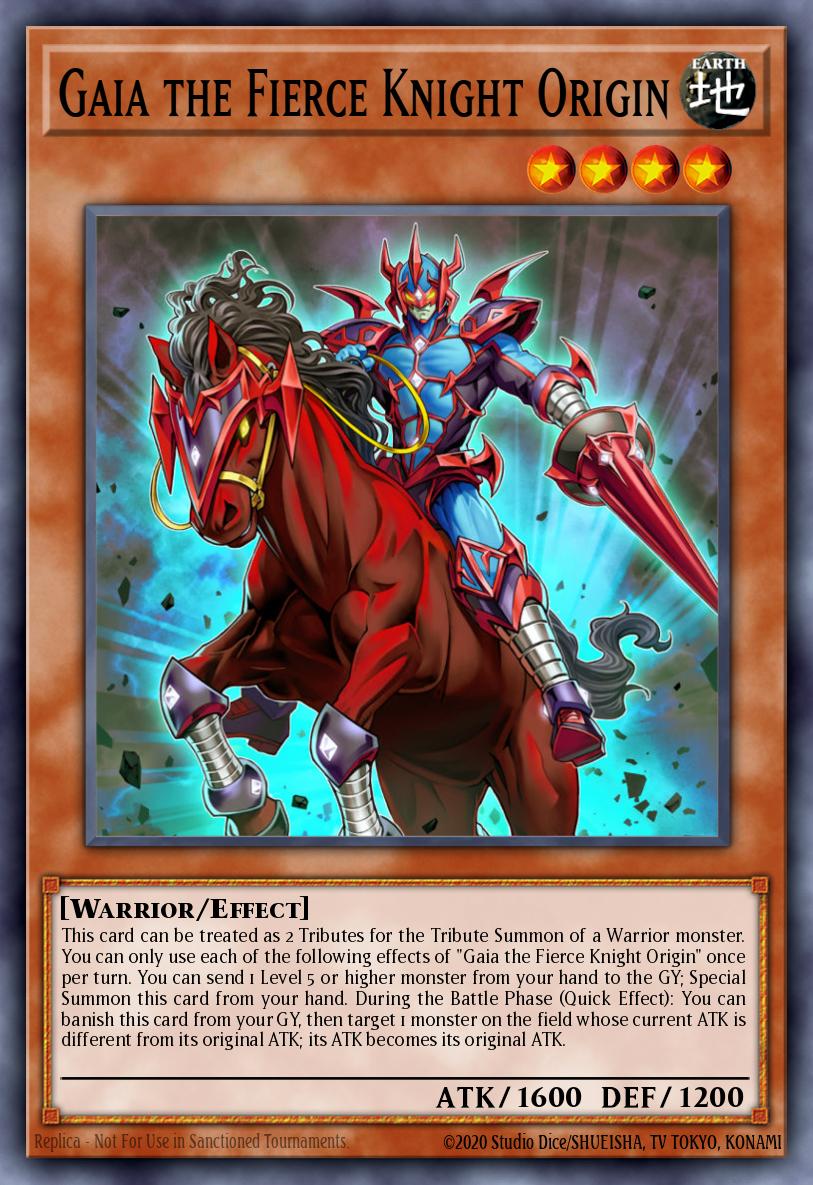 Gaia the Fierce Knight Origin
EARTH
地
[Warrior/Effect]
This card can be treated as 2 Tributes for the Tribute Summon of a Warrior monster.
You can only use each of the following effects of "Gaia the Fierce Knight Origin" once
per turn. You can send 1 Level 5 or higher monster from your hand to the GY; Special
Summon this card from your hand. During the Battle Phase (Quick Effect): You can
banish this card from your GY, then target 1 monster on the field whose current ATK is
different from its original ATK; its ATK becomes its original ATK.
ATK/1600 DEF/1200
Replica - Not For Use in Sanctioned Tournaments.
©2020 Studio Dice/SHUEISHA, TV TOKYO, KONAMI